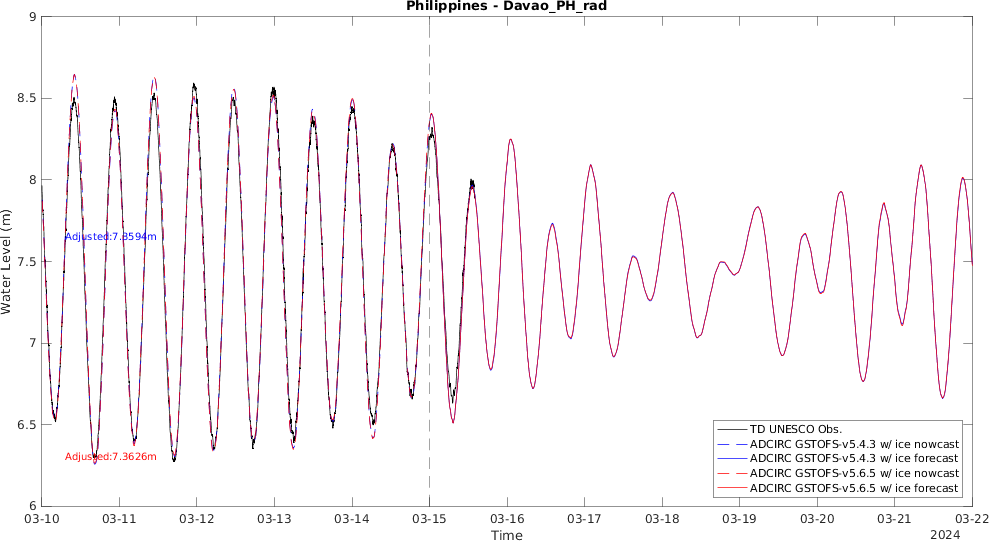 Philippines - Davao_PH_rad
9
8.5
8
7.5
7
6.5
6
Water Level (m)
Adjusted:7.3594m
Adjusted:7.3626m
TD UNESCO Obs.
ADCIRC GSTOFS-v5.4.3 w/ ice nowcast
ADCIRC GSTOFS-v5.4.3 w/ ice forecast
ADCIRC GSTOFS-v5.6.5 w/ ice nowcast
ADCIRC GSTOFS-v5.6.5 w/ ice forecast
03-10 03-11 03-12 03-13 03-14 03-15 03-16 03-17 03-18 03-19 03-20 03-21 03-22
Time
2024